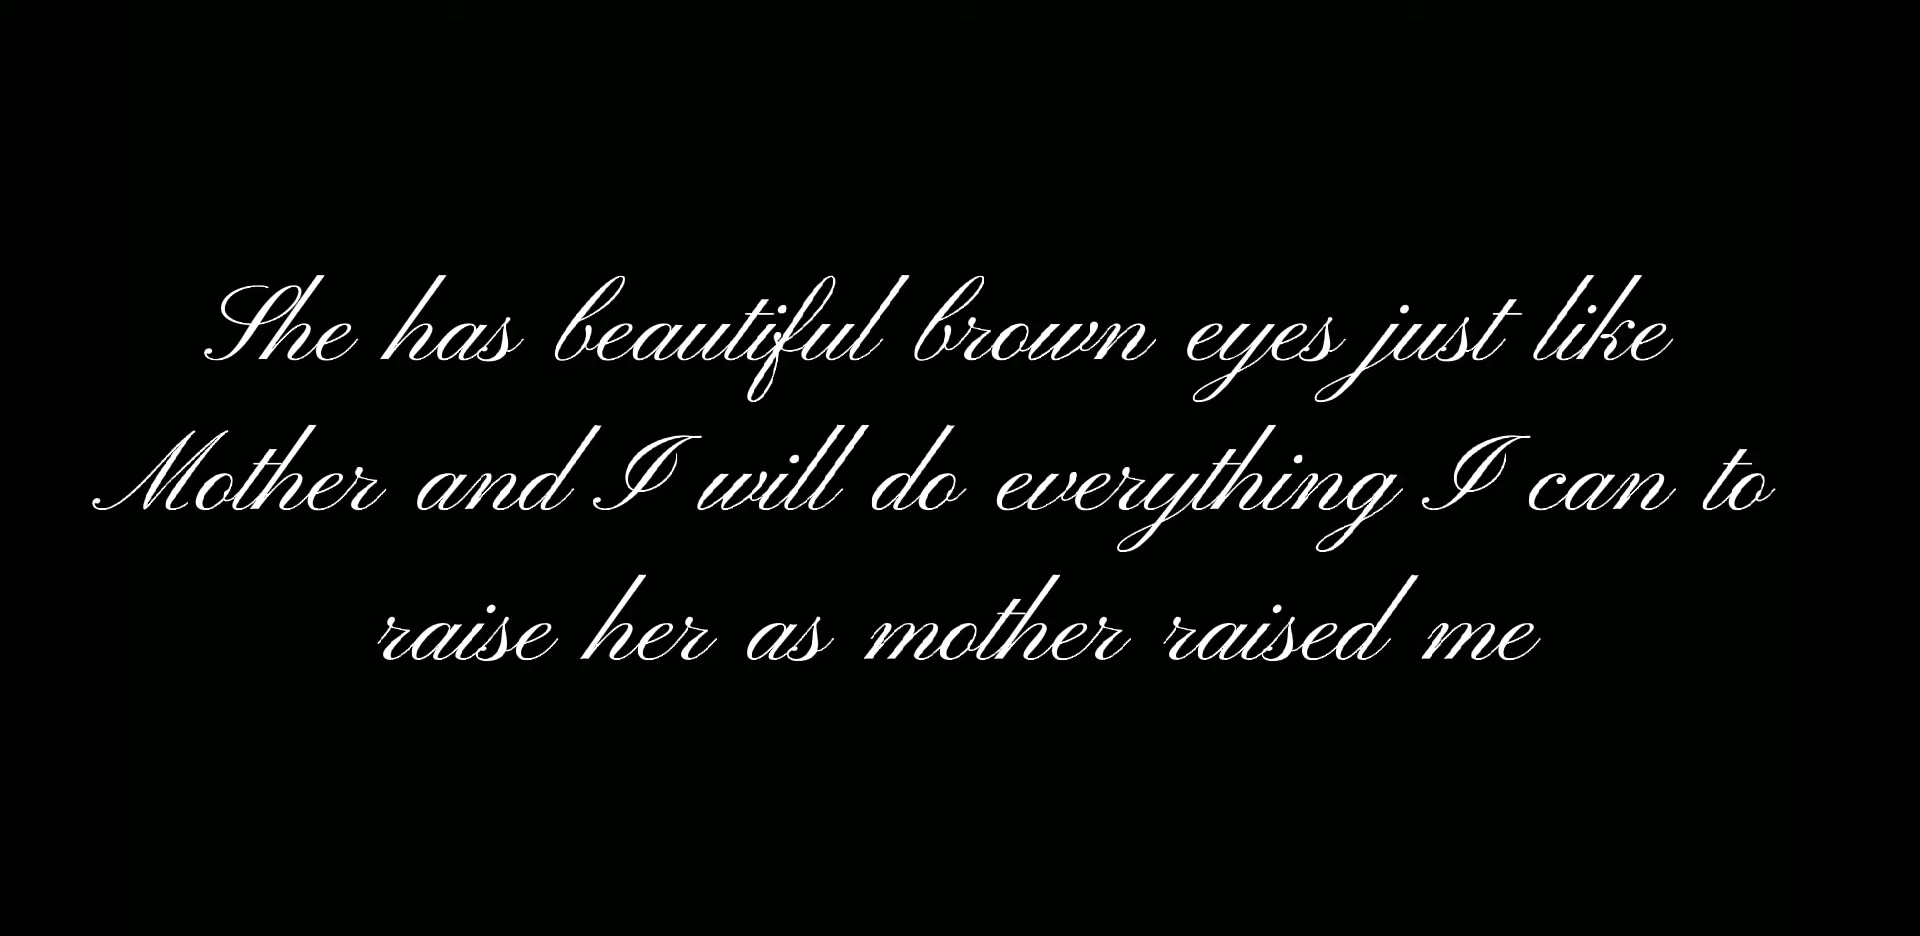 She has beautiful brown eyes just like
Mother and I will do everything I can to
raise her as mother raised me